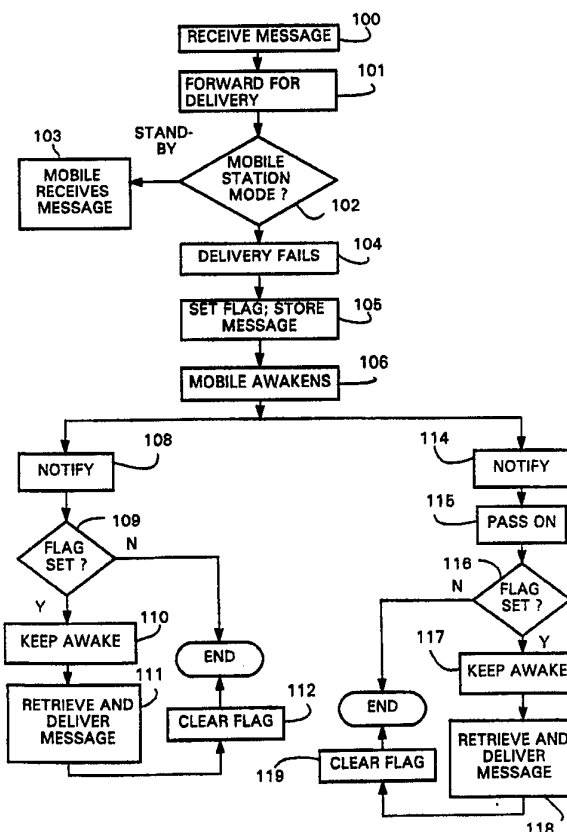 100
RECEIVE MESSAGE
101
FORWARD FOR
DELIVERY
STAND-
BY
103
MOBILE
RECEIVES
MESSAGE
MOBILE
STATION
MODE ?
102
DELIVERY FAILS
104
SET FLAG; STORE
MESSAGE
105
MOBILE AWAKENS
106
NOTIFY
108
FLAG
SET ?
109
N
Y
KEEP AWAKE
110
RETRIEVE AND
DELIVER
MESSAGE
111
END
CLEAR FLAG
112
114
NOTIFY
115
PASS ON
116
FLAG
SET ?
N
Y
117
KEEP AWAKE
RETRIEVE AND
DELIVER
MESSAGE
118
END
CLEAR FLAG
119